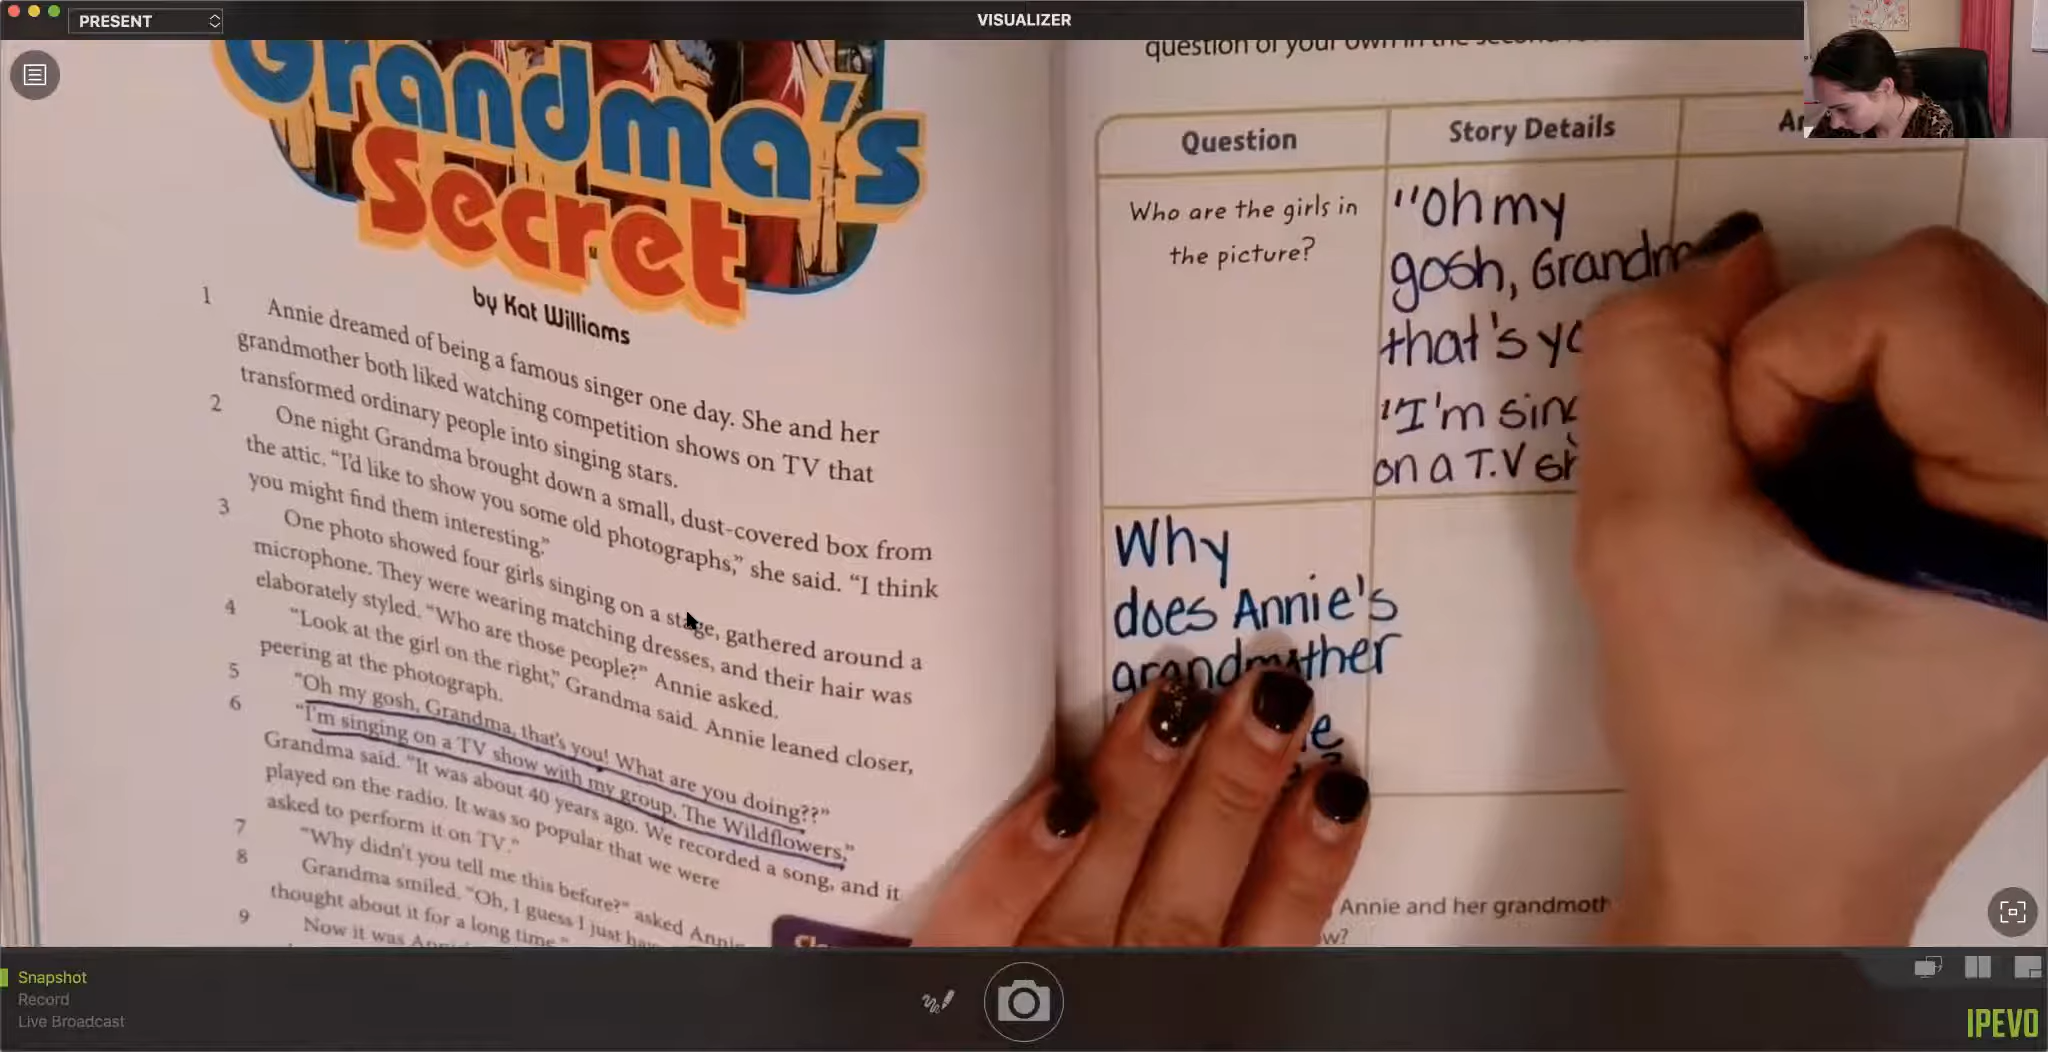 PRESENT
VISUALIZER
Grandma's
Secret
by Kat Williams
1 Annie dreamed of being a famous singer one day. She and her
grandmother both liked watching competition shows on TV that
transformed ordinary people into singing stars.
2 One night Grandma brought down a small, dust-covered box from
the attic. “I'd like to show you some old photographs,” she said. “I think
you might find them interesting.”
3 One photo showed four girls singing on a stage, gathered around a
microphone. They were wearing matching dresses, and their hair was
elaborately styled. “Who are those people?” Annie asked.
4 “Look at the girl on the right,” Grandma said. Annie leaned closer,
peering at the photograph.
5 “Oh my gosh, Grandma, that's you! What are you doing??”
6 “I'm singing on a TV show with my group, The Wildflowers,”
Grandma said. “It was about 40 years ago. We recorded a song, and it
played on the radio. It was so popular that we were
asked to perform it on TV.”
7 “Why didn't you tell me this before?” asked Annie
8 Grandma smiled. “Oh, I guess I just
thought about it for a long time.”
9 Now it was
question of your own in the
Question
Story Details
Who are the girls in
the picture?
"Oh my
gosh,
that's
"I'm
on a T.V
Why
does Annie's
grandmother
Annie and her
Snapshot
Record
Live Broadcast
IPEVO